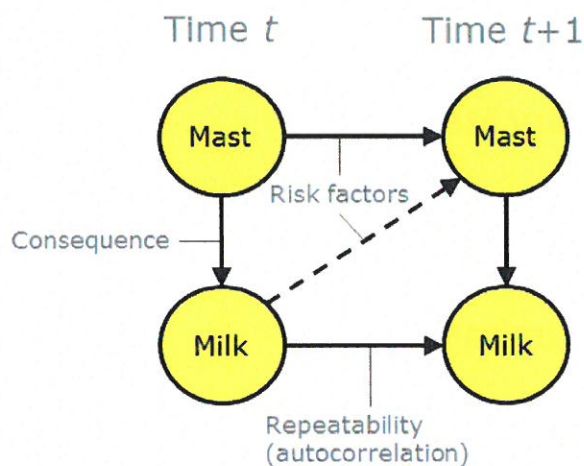 Time t
Time t+1
Mast
Mast
Risk factors
Consequence
Milk
Milk
Repeatability
(autocorrelation)